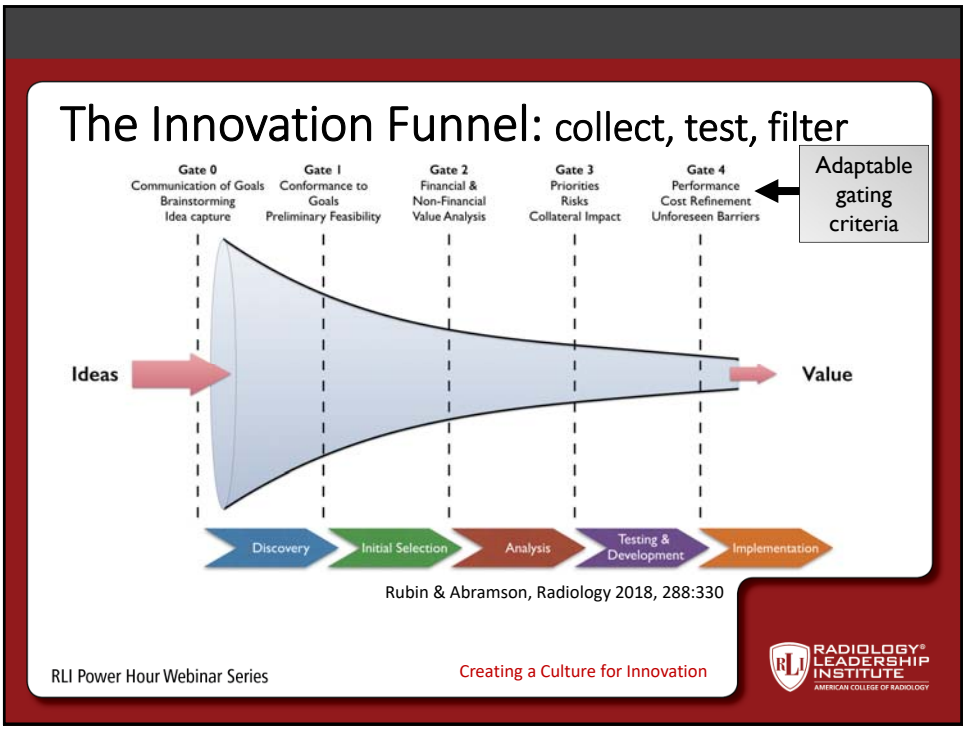 The Innovation Funnel: collect, test, filter
Gate 0
Communication of Goals
Brainstorming
Idea capture
Gate 1
Conformance to
Goals
Preliminary Feasibility
Gate 2
Financial &
Non-Financial
Value Analysis
Gate 3
Priorities
Risks
Collateral Impact
Gate 4
Performance
Cost Refinement
Unforeseen Barriers
Adaptable
gating
criteria
Ideas
Value
Discovery
Initial Selection
Analysis
Testing &
Development
Implementation
Rubin & Abramson, Radiology 2018, 288:330
RLI Power Hour Webinar Series
Creating a Culture for Innovation
RLI
RADIOLOGY®
LEADERSHIP
INSTITUTE
AMERICAN COLLEGE OF RADIOLOGY